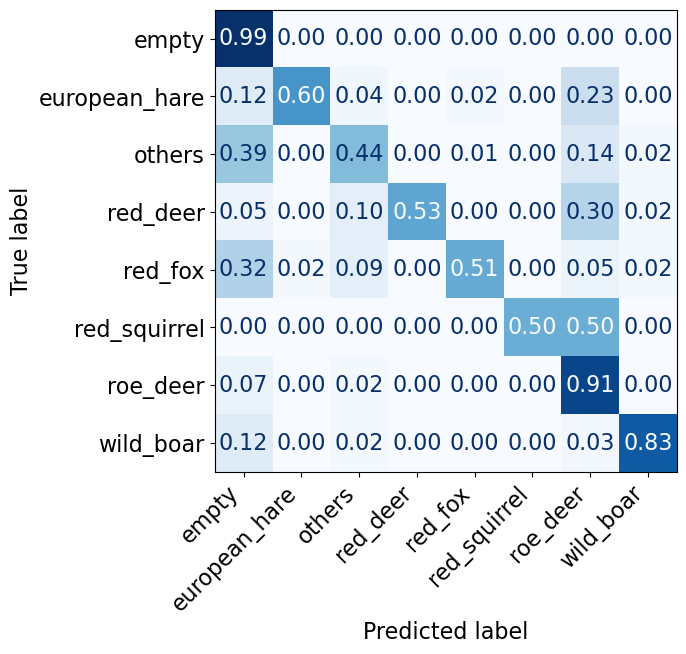 True label
empty 0.99 0.00 0.00 0.00 0.00 0.00 0.00 0.00
european_hare 0.12 0.60 0.04 0.00 0.02 0.00 0.23 0.00
others 0.39 0.00 0.44 0.00 0.01 0.00 0.14 0.02
red_deer 0.05 0.00 0.10 0.53 0.00 0.00 0.30 0.02
red_fox 0.32 0.02 0.09 0.00 0.51 0.00 0.05 0.02
red_squirrel 0.00 0.00 0.00 0.00 0.00 0.50 0.50 0.00
roe_deer 0.07 0.00 0.02 0.00 0.00 0.00 0.91 0.00
wild_boar 0.12 0.00 0.02 0.00 0.00 0.00 0.03 0.83
empty european_hare others red_deer red_fox red_squirrel roe_deer wild_boar
Predicted label